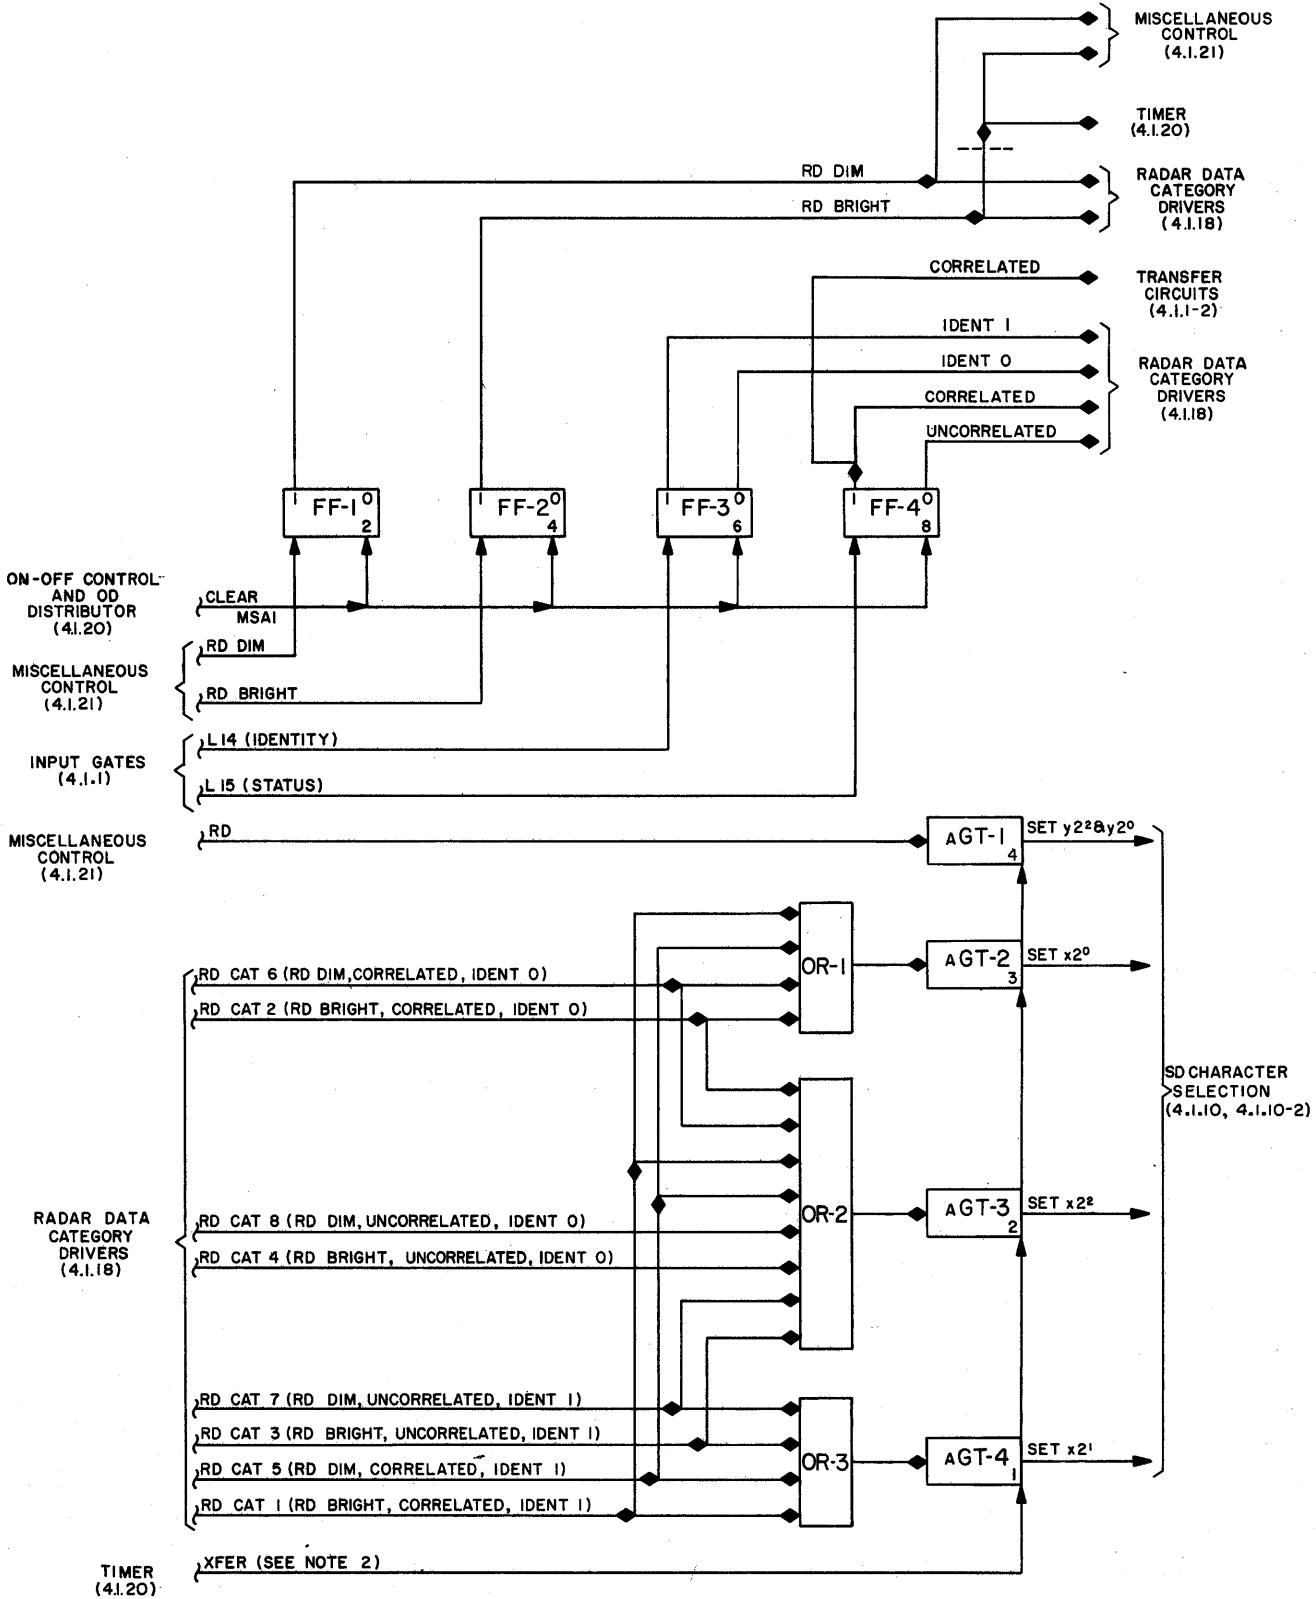 MISCELLANEOUS
CONTROL
(4.1.21)
TIMER
(4.1.20)
RD DIM
RADAR DATA
CATEGORY
DRIVERS
(4.1.18)
RD BRIGHT
CORRELATED
TRANSFER
CIRCUITS
(4.1.1-2)
IDENT 1
IDENT 0
RADAR DATA
CATEGORY
DRIVERS
(4.1.18)
CORRELATED
UNCORRELATED
1 FF-1 0
2
1 FF-2 0
4
1 FF-3 0
6
1 FF-4 0
8
ON-OFF CONTROL
AND OD
DISTRIBUTOR
(4.1.20)
CLEAR
MSAI
RD DIM
MISCELLANEOUS
CONTROL
(4.1.21)
RD BRIGHT
L14 (IDENTITY)
INPUT GATES
(4.1.1)
L15 (STATUS)
MISCELLANEOUS
CONTROL
(4.1.21)
RD
AGT-1
4
SET y2²&y2⁰
OR-1
AGT-2
3
SET x2⁰
RD CAT 6 (RD DIM,CORRELATED, IDENT 0)
RD CAT 2 (RD BRIGHT, CORRELATED, IDENT 0)
SD CHARACTER
SELECTION
(4.1.10, 4.1.10-2)
RADAR DATA
CATEGORY
DRIVERS
(4.1.18)
RD CAT 8 (RD DIM, UNCORRELATED, IDENT 0)
RD CAT 4 (RD BRIGHT, UNCORRELATED, IDENT 0)
OR-2
AGT-3
2
SET x2²
RD CAT 7 (RD DIM, UNCORRELATED, IDENT 1)
RD CAT 3 (RD BRIGHT, UNCORRELATED, IDENT 1)
RD CAT 5 (RD DIM, CORRELATED, IDENT 1)
RD CAT 1 (RD BRIGHT, CORRELATED, IDENT 1)
OR-3
AGT-4
1
SET x2¹
TIMER
(4.1.20)
XFER (SEE NOTE 2)